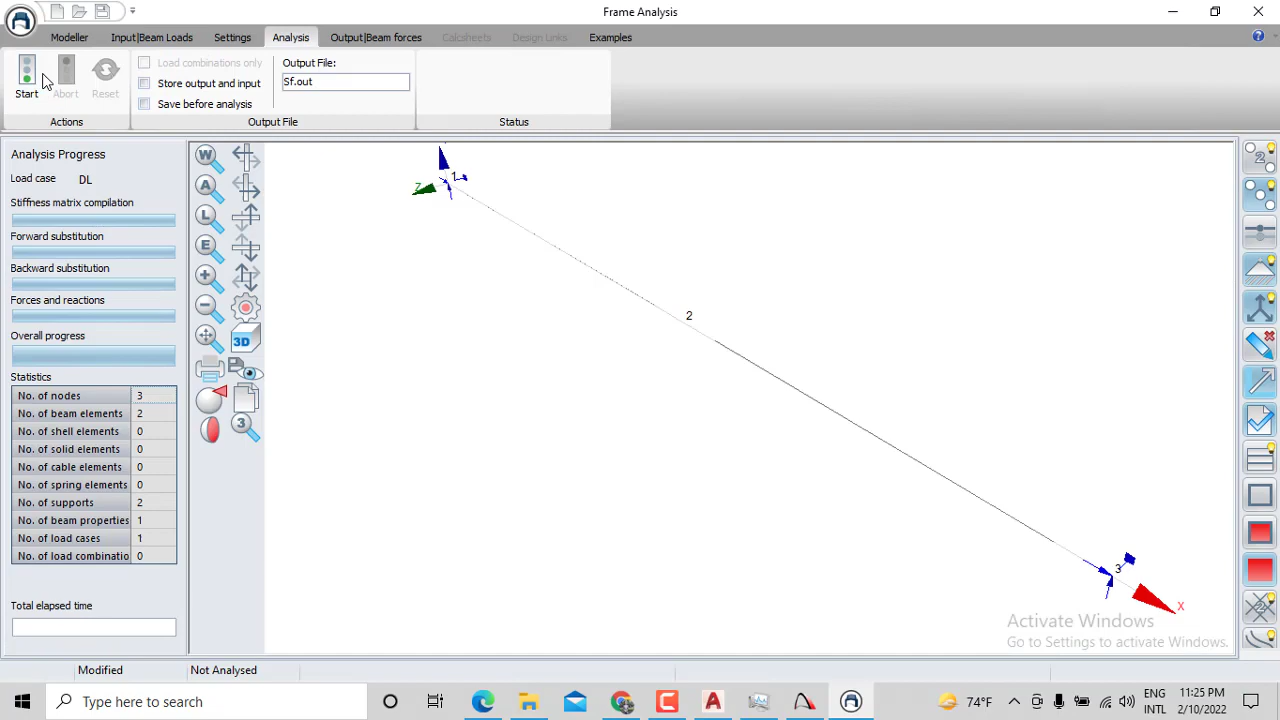 Frame Analysis
Modeller Input|Beam Loads Settings Analysis Output|Beam forces Calcsheets Design Links Examples
Start Abort Reset
Actions
Load combinations only
Store output and input
Save before analysis
Output File:
Sf.out
Output File
Status
Analysis Progress
Load case DL
Stiffness matrix compilation
Forward substitution
Backward substitution
Forces and reactions
Overall progress
Statistics
No. of nodes 3
No. of beam elements 2
No. of shell elements 0
No. of solid elements 0
No. of cable elements 0
No. of spring elements 0
No. of supports 2
No. of beam properties 1
No. of load cases 1
No. of load combinatio 0
Total elapsed time
W
A
L
E
3D
3
Z
1
2
3
X
2
2
Activate Windows
Go to Settings to activate Windows.
Modified Not Analysed
Type here to search
74°F
ENG
INTL
11:25 PM
2/10/2022